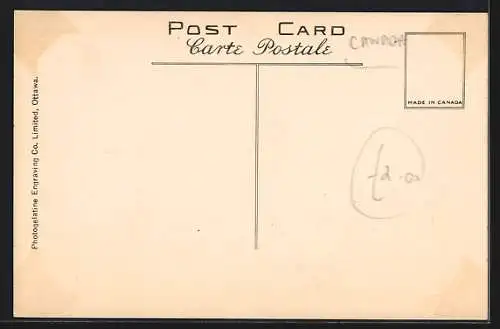 POST CARD
Carte Postale
CANADA
MADE IN CANADA
Photogelatine Engraving Co. Limited, Ottawa.